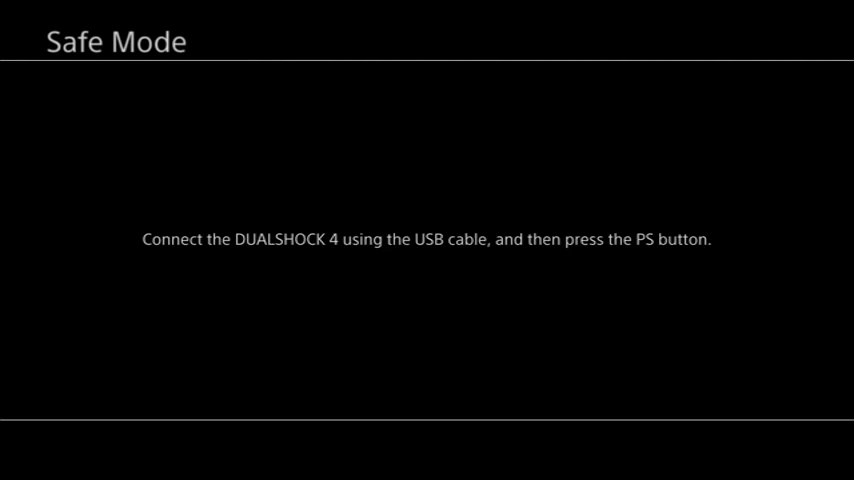 Safe Mode
Connect the DUALSHOCK 4 using the USB cable, and then press the PS button.